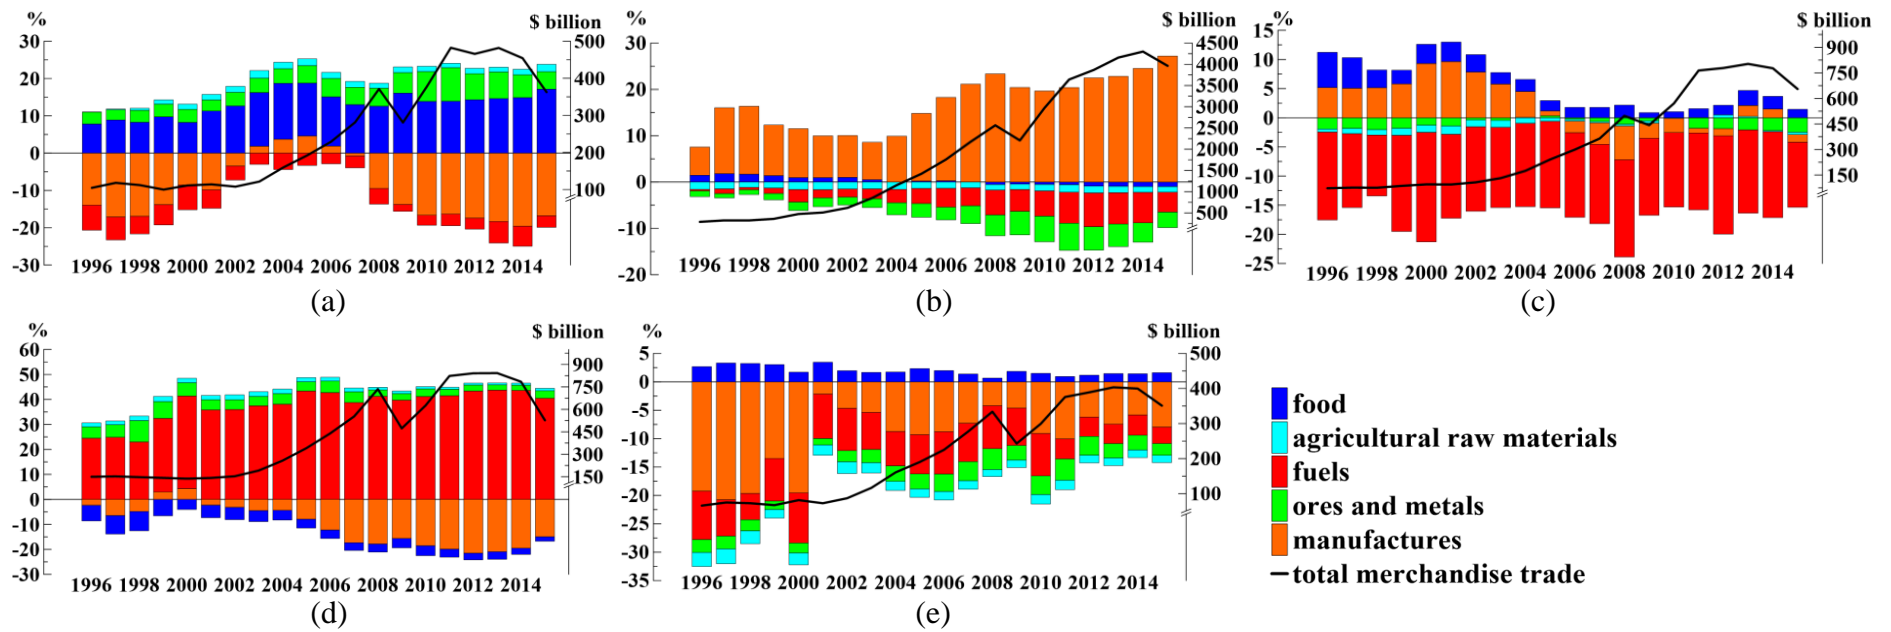 % $ billion
30 500
20 400
10 300
0 200
-10 100
-20
-30
1996 1998 2000 2002 2004 2006 2008 2010 2012 2014
(a)
% $ billion
30 4500
4000
20 3500
3000
10 2500
2000
0 1500
1000
-10 500
-20
1996 1998 2000 2002 2004 2006 2008 2010 2012 2014
(b)
% $ billion
15
10 900
5 750
0 600
-5 450
-10 300
-15 150
-20
-25
1996 1998 2000 2002 2004 2006 2008 2010 2012 2014
(c)
% $ billion
60
50 900
40 750
30 600
20 450
10 300
0 150
-10
-20
-30
1996 1998 2000 2002 2004 2006 2008 2010 2012 2014
(d)
% $ billion
5 500
0 400
-5
-10 300
-15 200
-20
-25 100
-30
-35
1996 1998 2000 2002 2004 2006 2008 2010 2012 2014
(e)
food
agricultural raw materials
fuels
ores and metals
manufactures
total merchandise trade